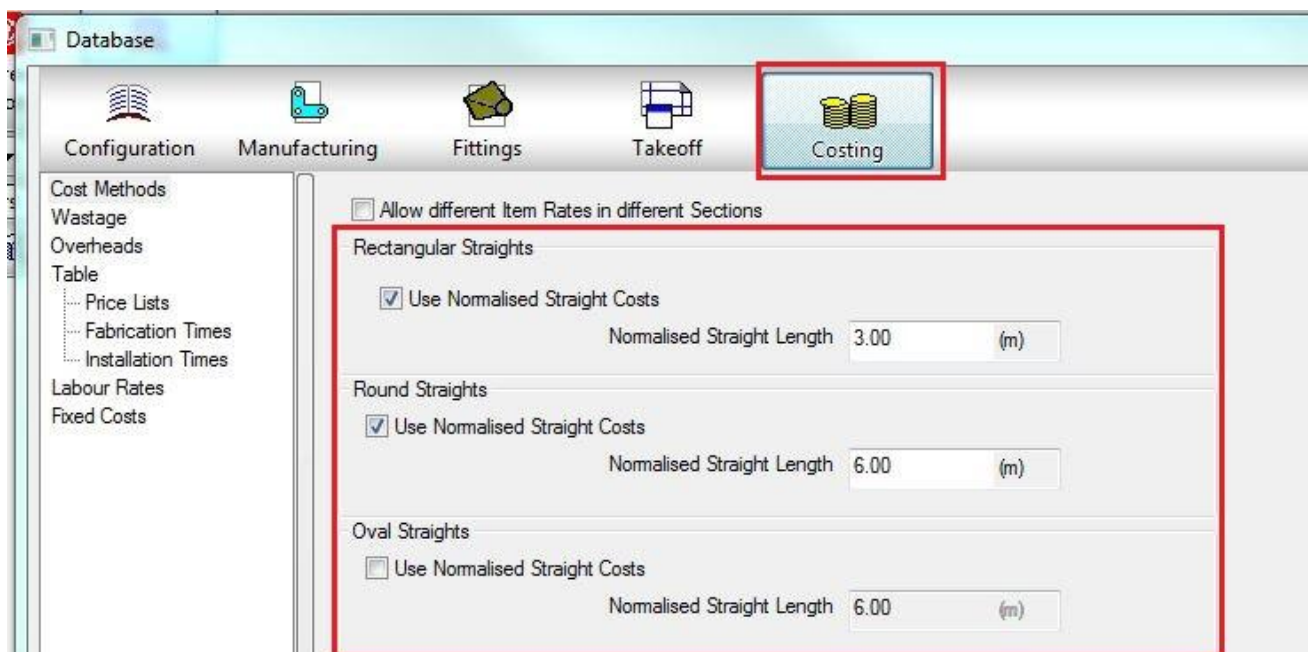 Database
Configuration Manufacturing Fittings Takeoff Costing
Cost Methods
Wastage
Overheads
Table
Price Lists
Fabrication Times
Installation Times
Labour Rates
Fixed Costs
Allow different Item Rates in different Sections
Rectangular Straights
Use Normalised Straight Costs
Normalised Straight Length 3.00 (m)
Round Straights
Use Normalised Straight Costs
Normalised Straight Length 6.00 (m)
Oval Straights
Use Normalised Straight Costs
Normalised Straight Length 6.00 (m)